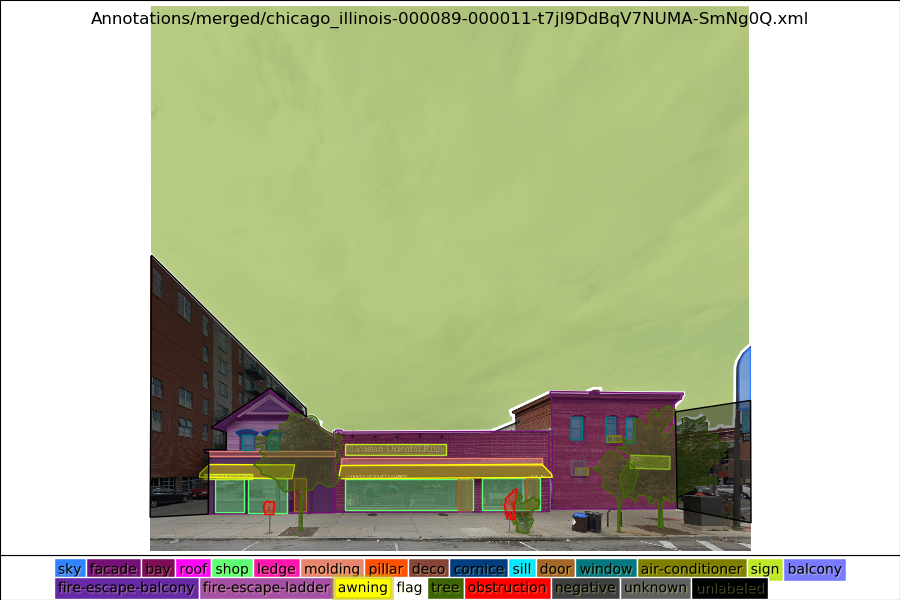 Annotations/merged/chicago_illinois-000089-000011-t7jI9DdBqV7NUMA-SmNg0Q.xml
Oriental Rugs
sky facade bay roof shop ledge molding pillar deco cornice sill door window air-conditioner sign balcony
fire-escape-balcony fire-escape-ladder awning flag tree obstruction negative unknown unlabeled